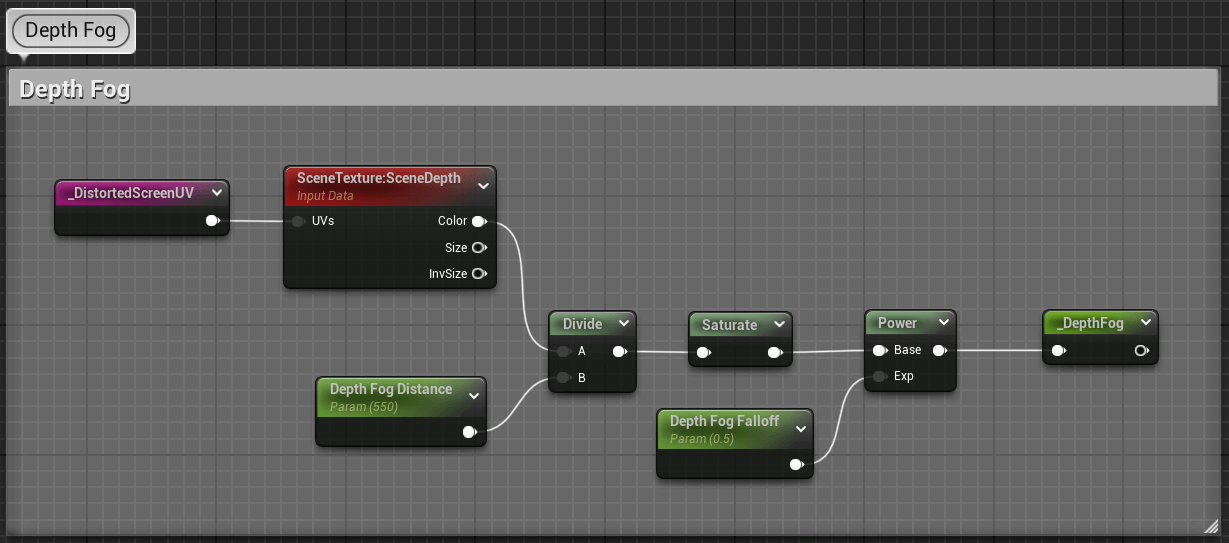 Depth Fog
Depth Fog
_DistortedScreenUV
SceneTexture:SceneDepth
Input Data
UVs
Color
Size
InvSize
Divide
A
B
Depth Fog Distance
Param (550)
Saturate
Depth Fog Falloff
Param (0.5)
Power
Base
Exp
_DepthFog